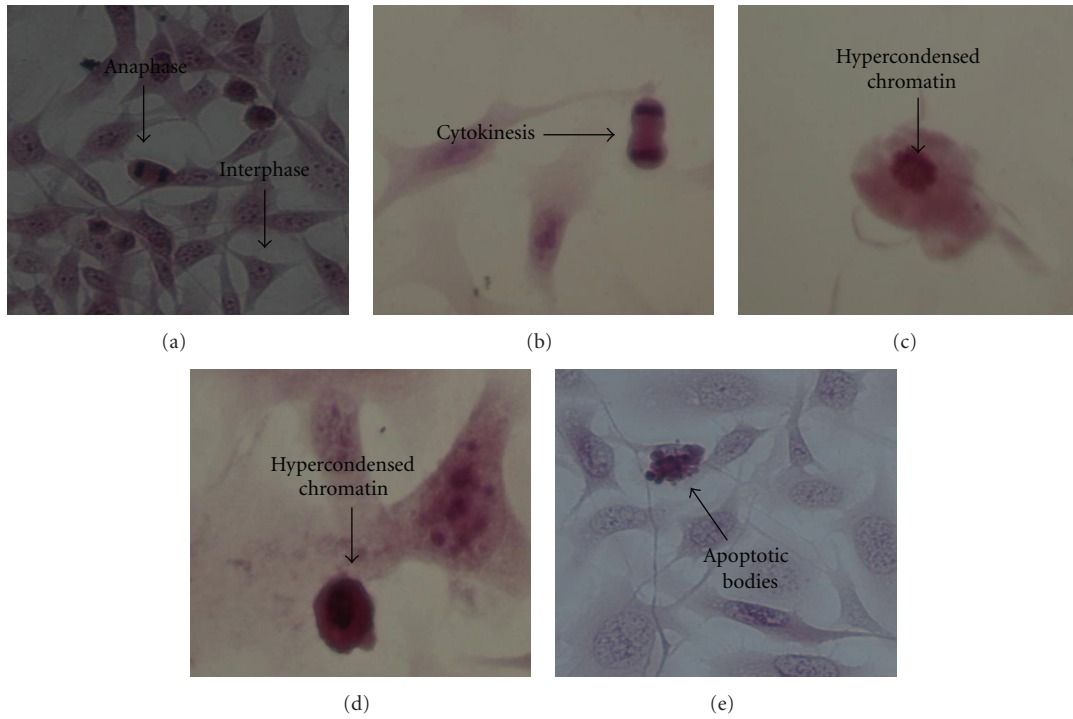 Anaphase
Interphase
(a)
Cytokinesis
(b)
Hypercondensed
chromatin
(c)
Hypercondensed
chromatin
(d)
Apoptotic
bodies
(e)